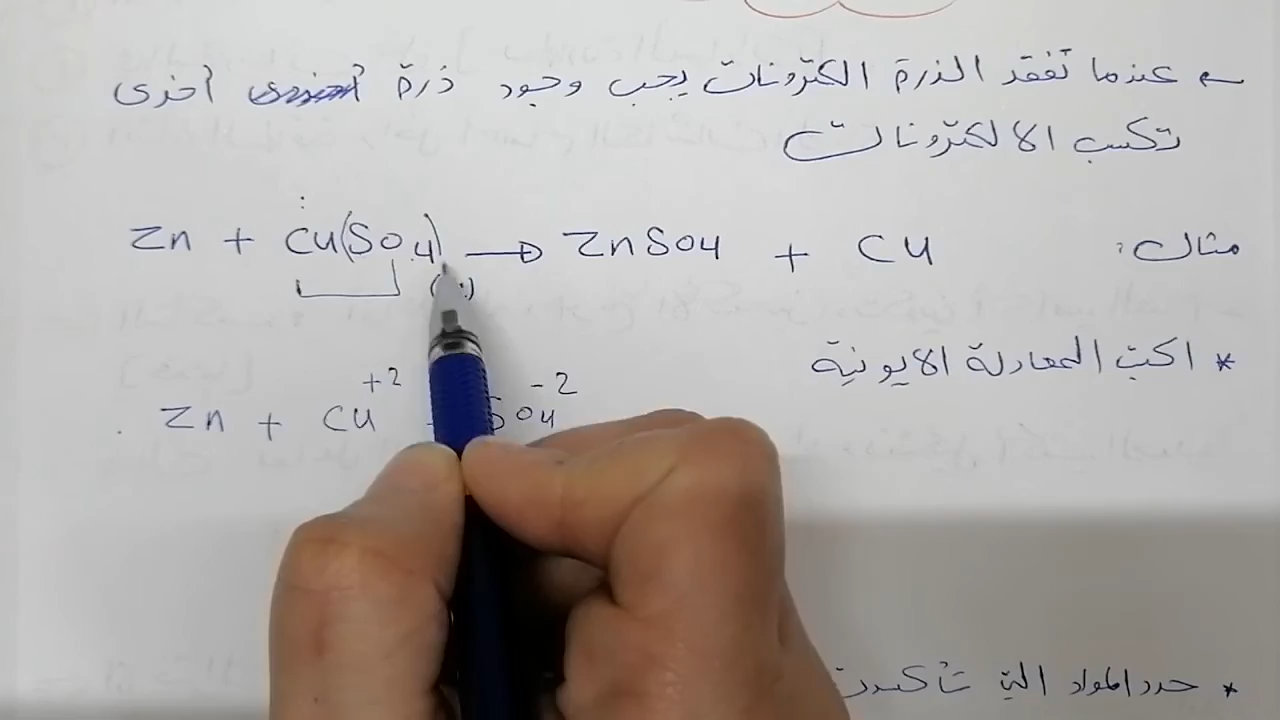 عندما تفقد الذرة الكترونات يجب وجود ذرة أخرى
تكسب الالكترونات
مثال: Zn + Cu(SO4) → ZnSO4 + Cu
* اكتب المعادلة الايونية
Zn + Cu+2 SO4-2
* حدد المواد التي تأكسدت